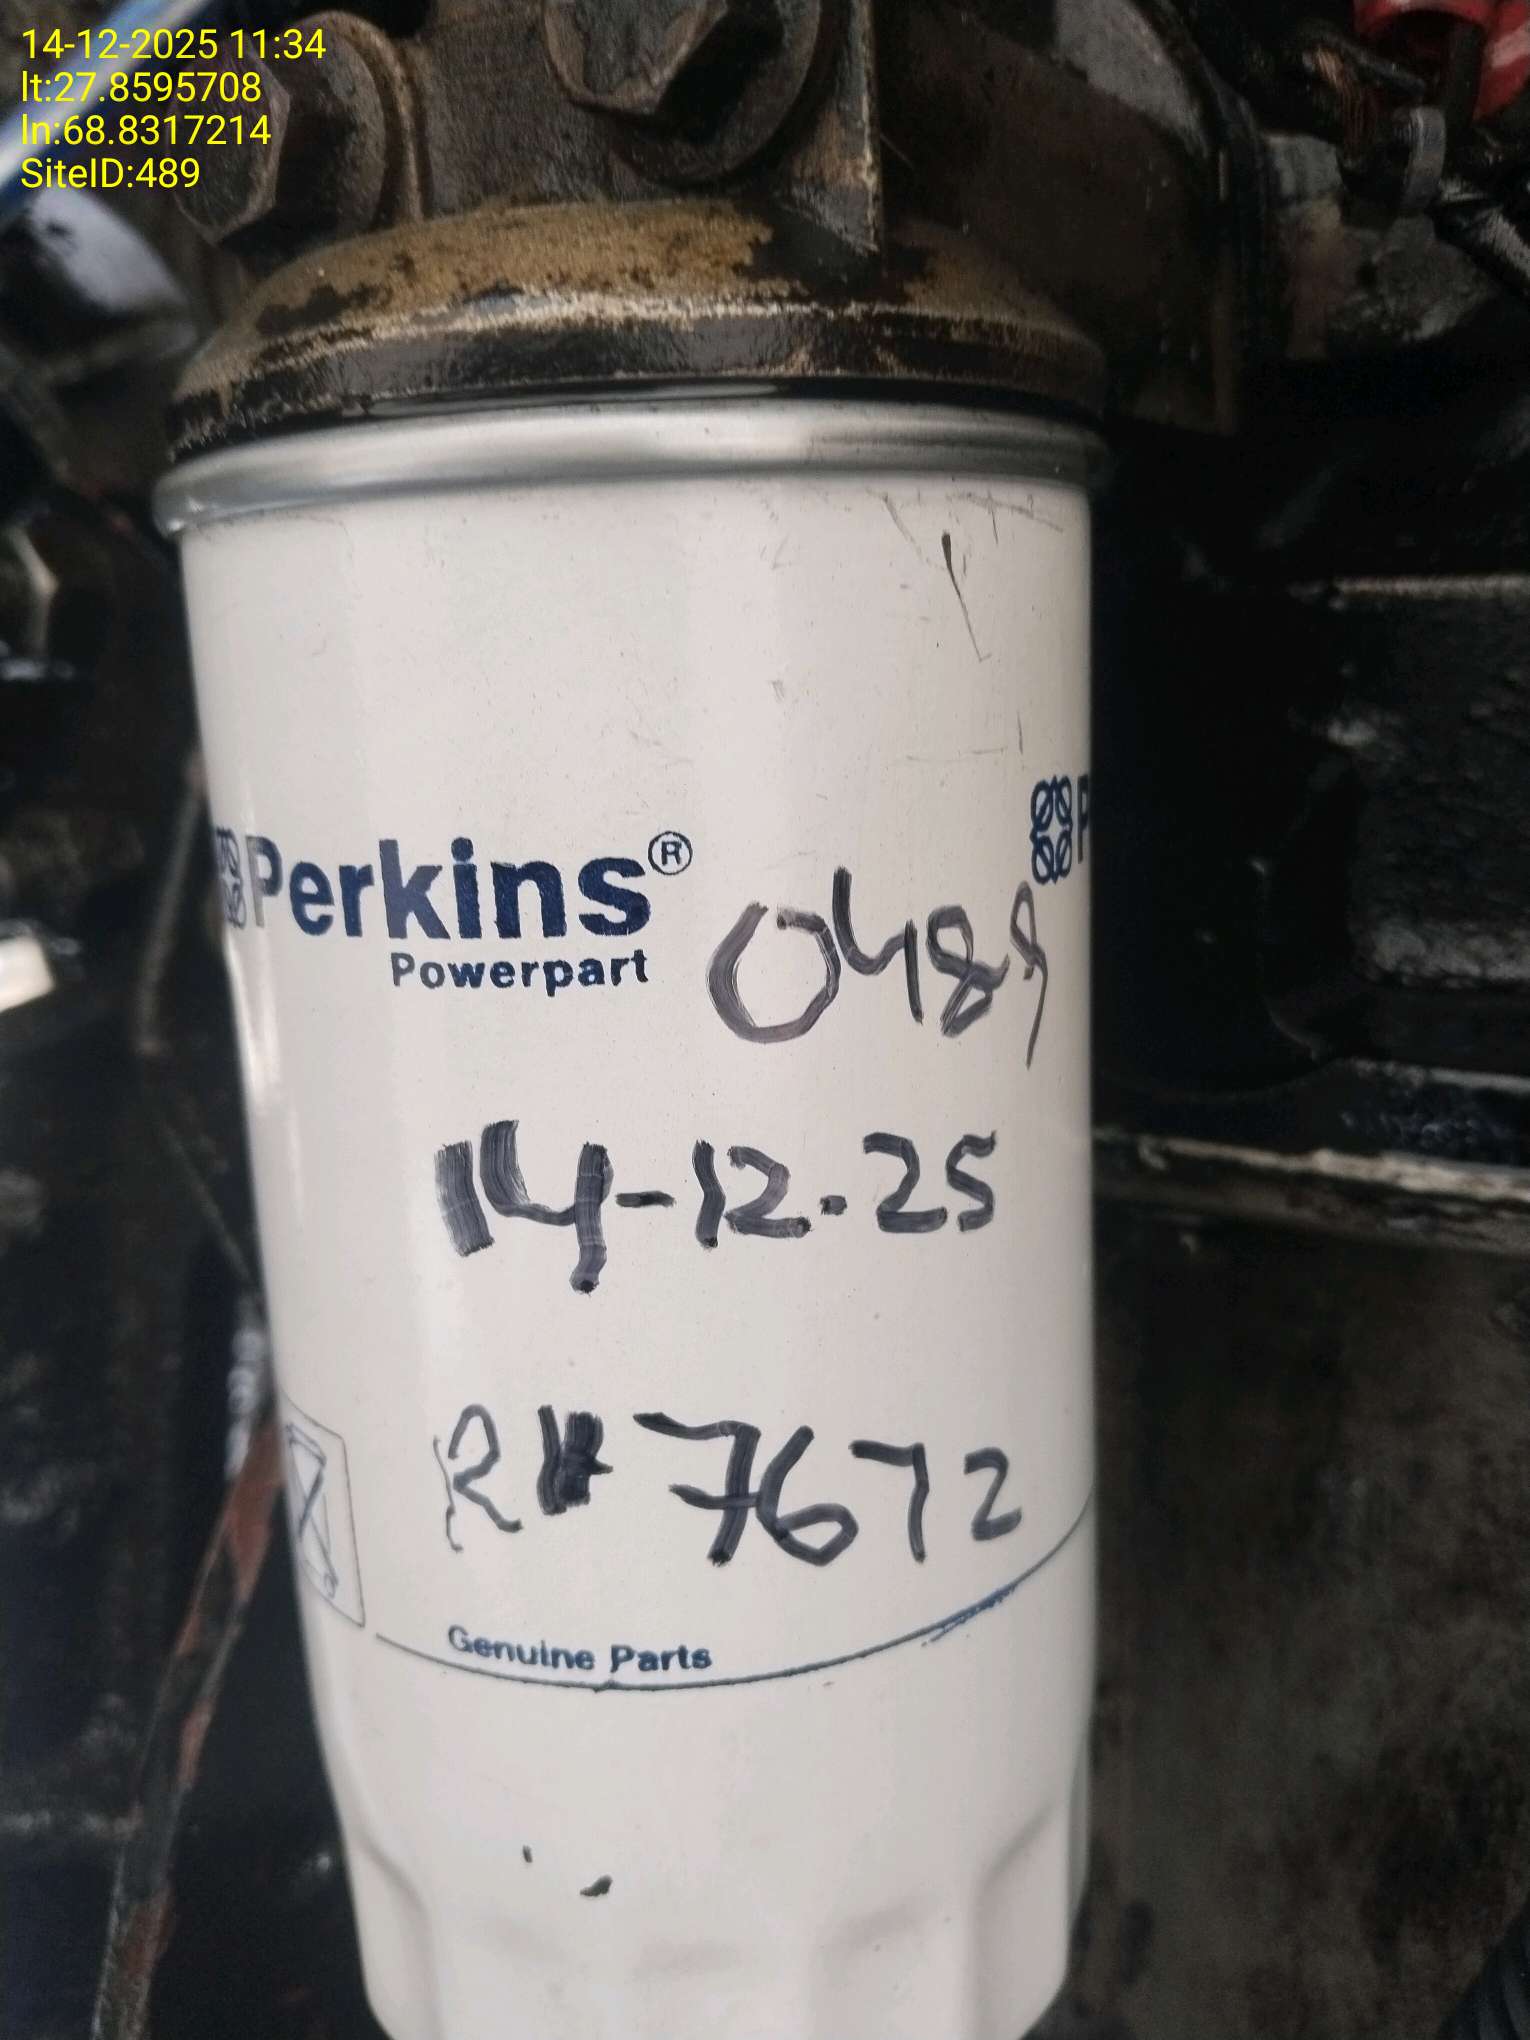 14-12-2025 11:34
lt:27.8595708
ln:68.8317214
SiteID:489
Perkins®
P
Powerpart
0489
14-12.25
RH 7672
Genuine Parts